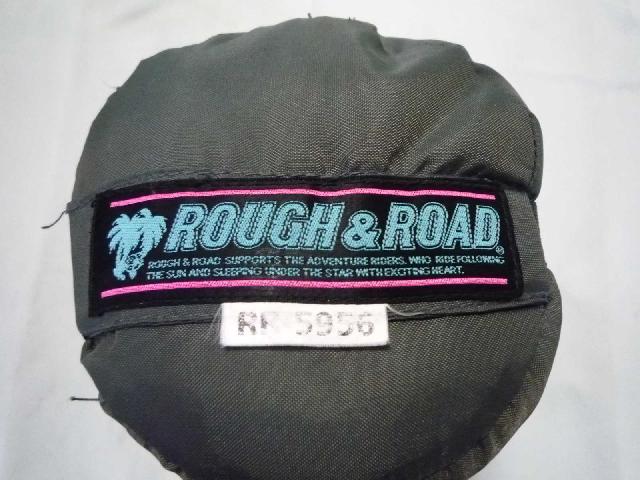 ROUGH & ROAD®
ROUGH & ROAD SUPPORTS THE ADVENTURE RIDERS. WHO RIDE FOLLOWING
THE SUN AND SLEEPING UNDER THE STAR WITH EXCITING HEART.
RR 5956